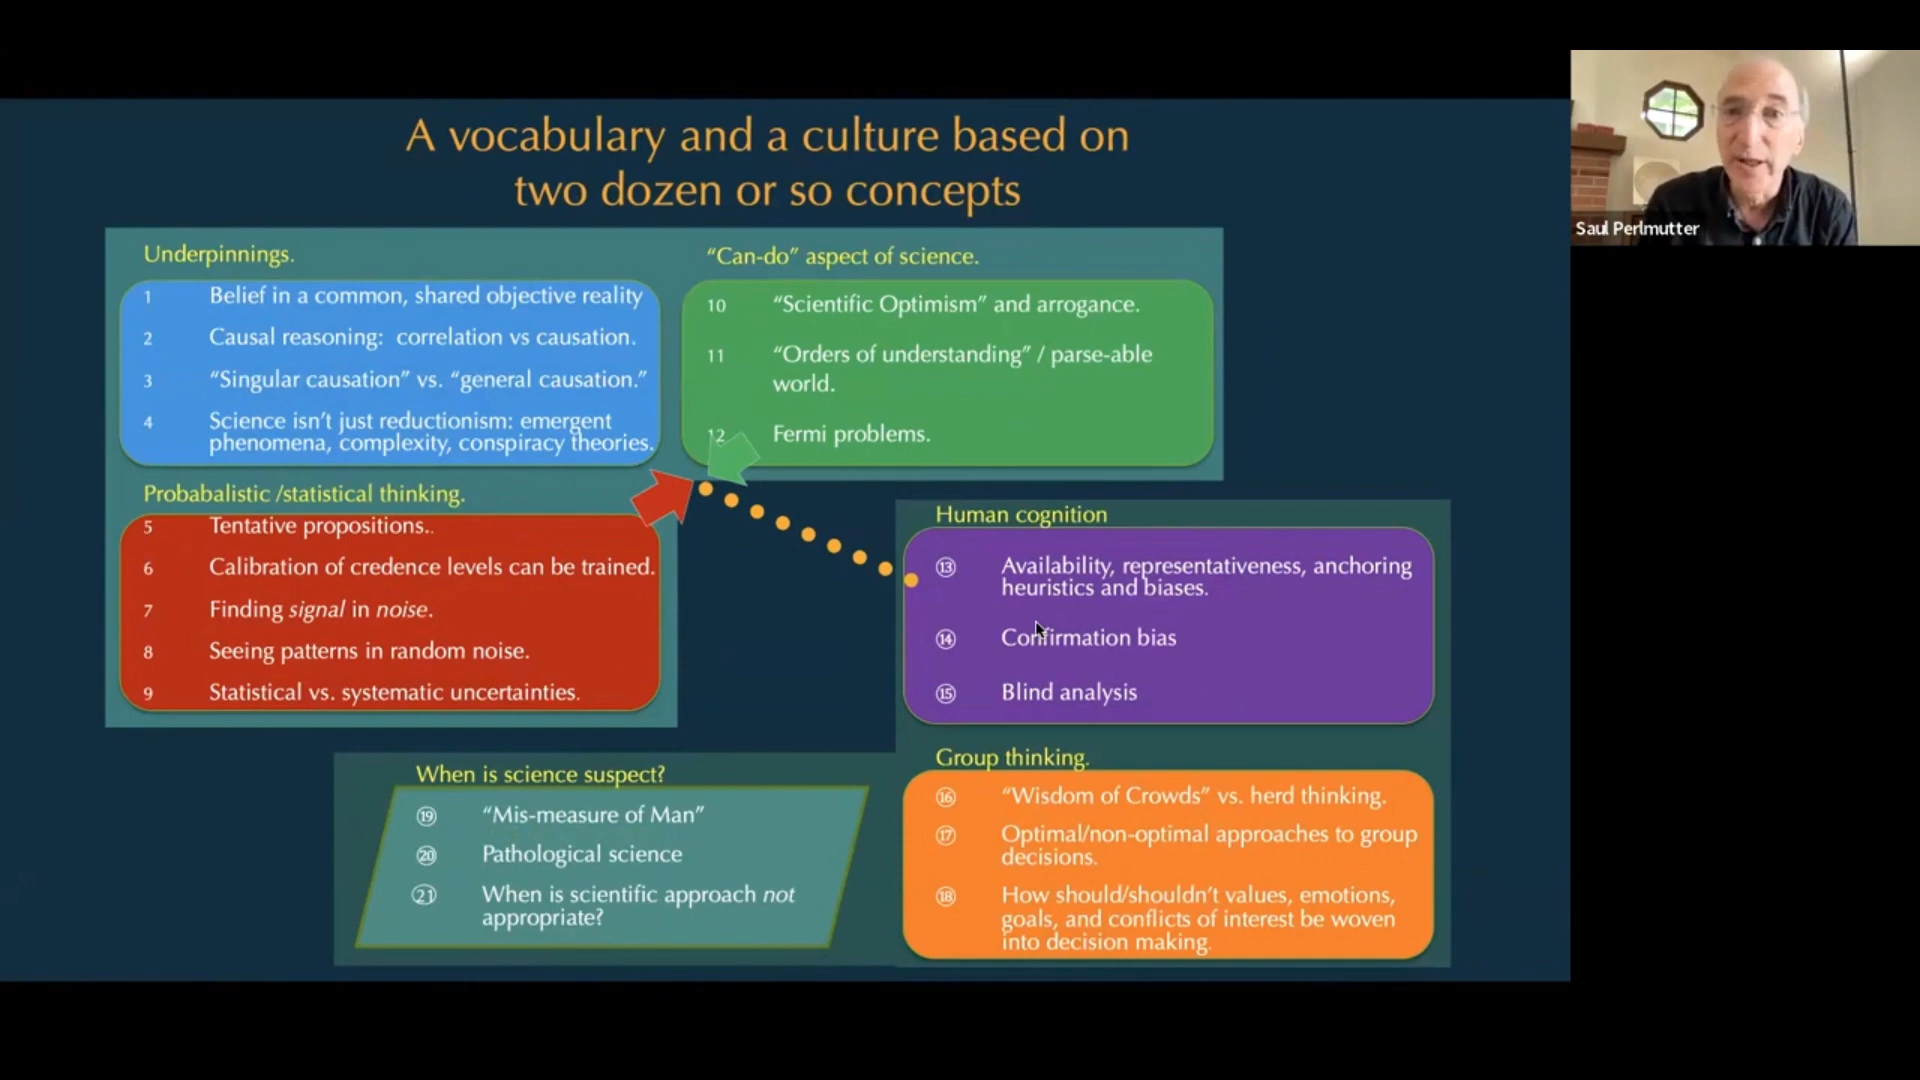 A vocabulary and a culture based on
two dozen or so concepts
Underpinnings.
1 Belief in a common, shared objective reality
2 Causal reasoning: correlation vs causation.
3 “Singular causation” vs. “general causation.”
4 Science isn’t just reductionism: emergent
phenomena, complexity, conspiracy theories.
Probabalistic /statistical thinking.
5 Tentative propositions..
6 Calibration of credence levels can be trained.
7 Finding signal in noise.
8 Seeing patterns in random noise.
9 Statistical vs. systematic uncertainties.
“Can-do” aspect of science.
10 “Scientific Optimism” and arrogance.
11 “Orders of understanding” / parse-able
world.
12 Fermi problems.
Human cognition
⑬ Availability, representativeness, anchoring
heuristics and biases.
⑭ Confirmation bias
⑮ Blind analysis
Group thinking.
⑯ “Wisdom of Crowds” vs. herd thinking.
⑰ Optimal/non-optimal approaches to group
decisions.
⑱ How should/shouldn’t values, emotions,
goals, and conflicts of interest be woven
into decision making.
When is science suspect?
⑲ “Mis-measure of Man”
⑳ Pathological science
㉑ When is scientific approach not
appropriate?
Saul Perlmutter